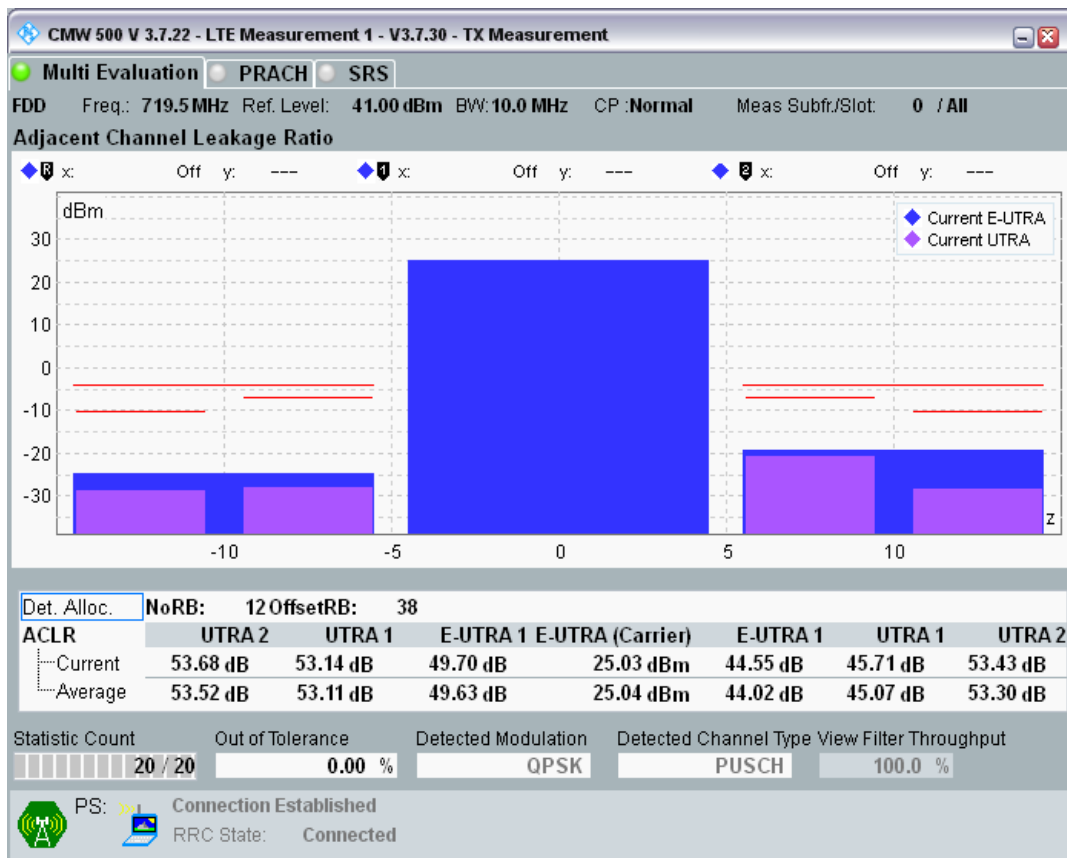 CMW 500 V 3.7.22 - LTE Measurement 1 - V3.7.30 - TX Measurement
Multi Evaluation PRACH SRS
FDD Freq.: 719.5 MHz Ref. Level: 41.00 dBm BW: 10.0 MHz CP :Normal Meas Subfr./Slot: 0 / All
Adjacent Channel Leakage Ratio
R x: Off y: --- 1 x: Off y: --- 2 x: Off y: ---
dBm
Current E-UTRA
Current UTRA
30
20
10
0
-10
-20
-30
z
-10 -5 0 5 10
Det. Alloc. NoRB: 12 OffsetRB: 38
ACLR UTRA 2 UTRA 1 E-UTRA 1 E-UTRA (Carrier) E-UTRA 1 UTRA 1 UTRA 2
Current 53.68 dB 53.14 dB 49.70 dB 25.03 dBm 44.55 dB 45.71 dB 53.43 dB
Average 53.52 dB 53.11 dB 49.63 dB 25.04 dBm 44.02 dB 45.07 dB 53.30 dB
Statistic Count Out of Tolerance Detected Modulation Detected Channel Type View Filter Throughput
20 / 20 0.00 % QPSK PUSCH 100.0 %
PS: Connection Established
RRC State: Connected